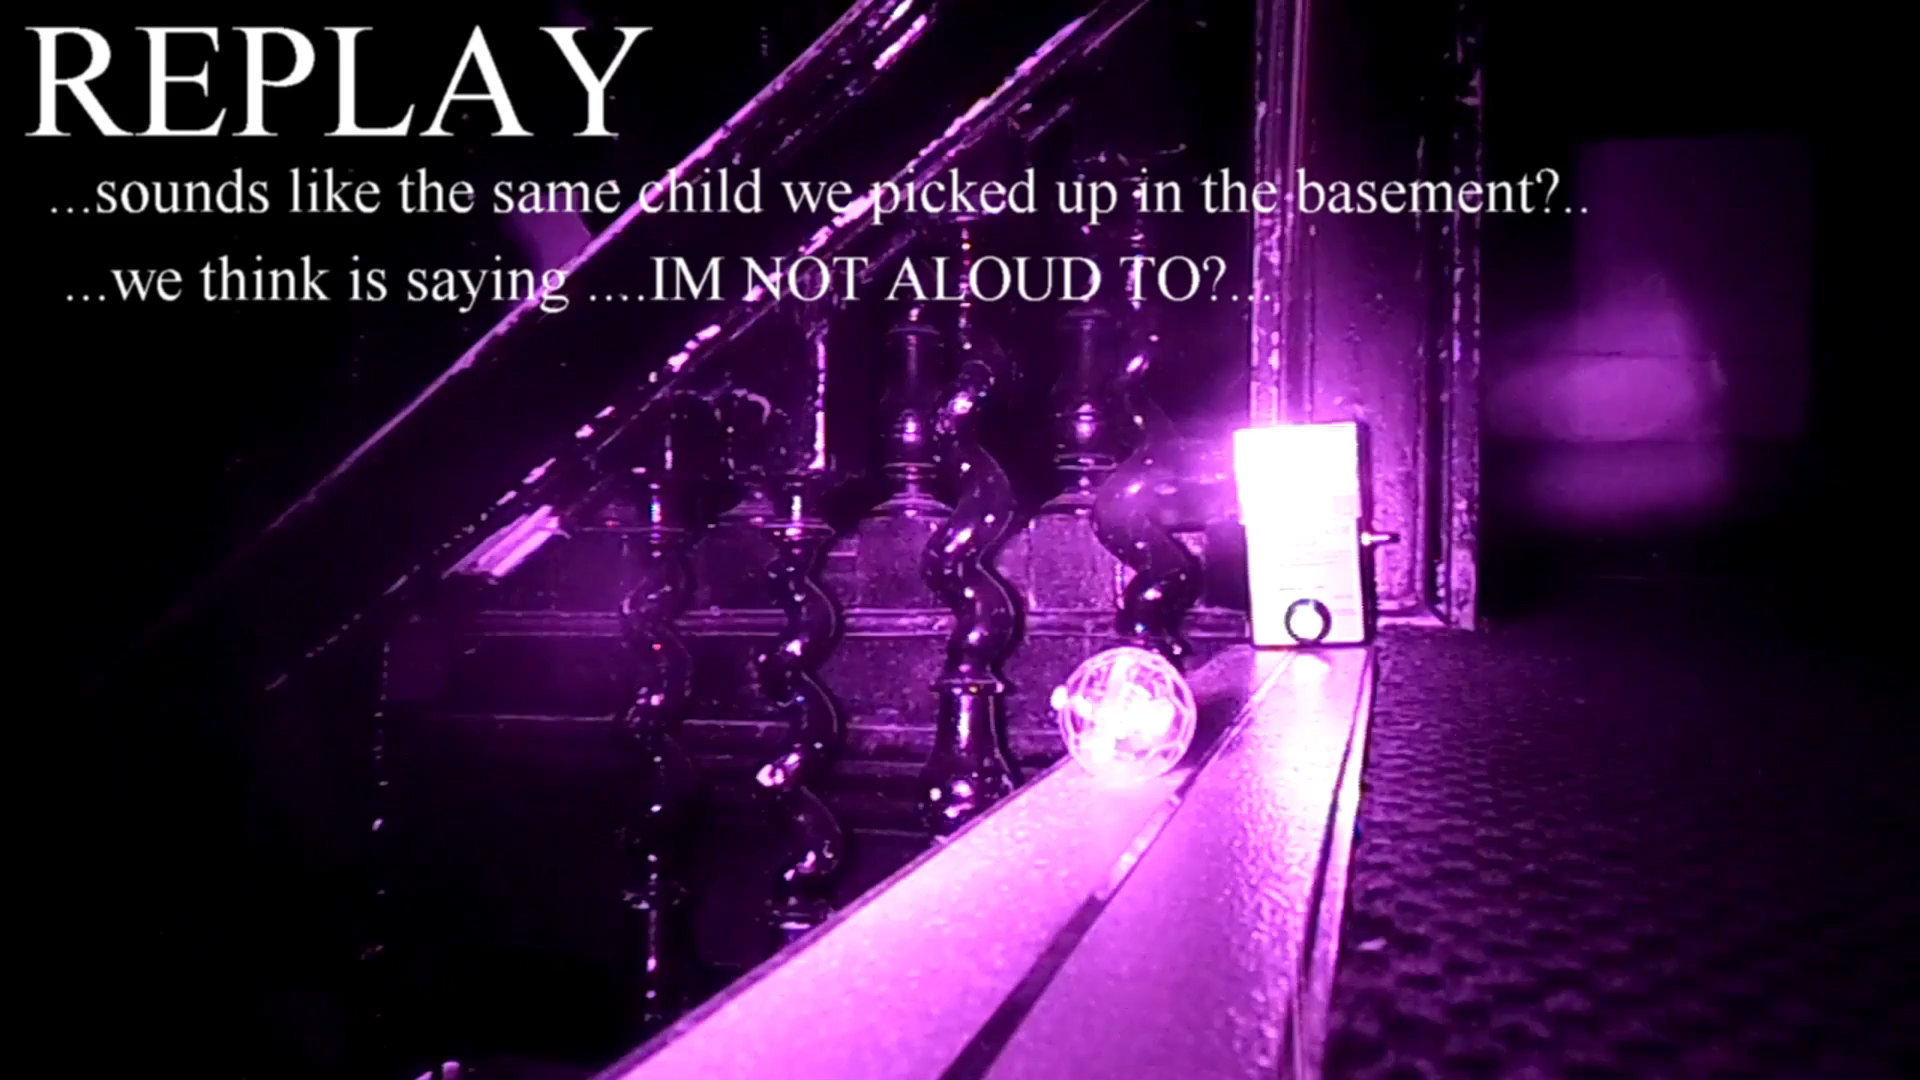 REPLAY
...sounds like the same child we picked up in the basement?..
...we think is saying ....IM NOT ALOUD TO?...